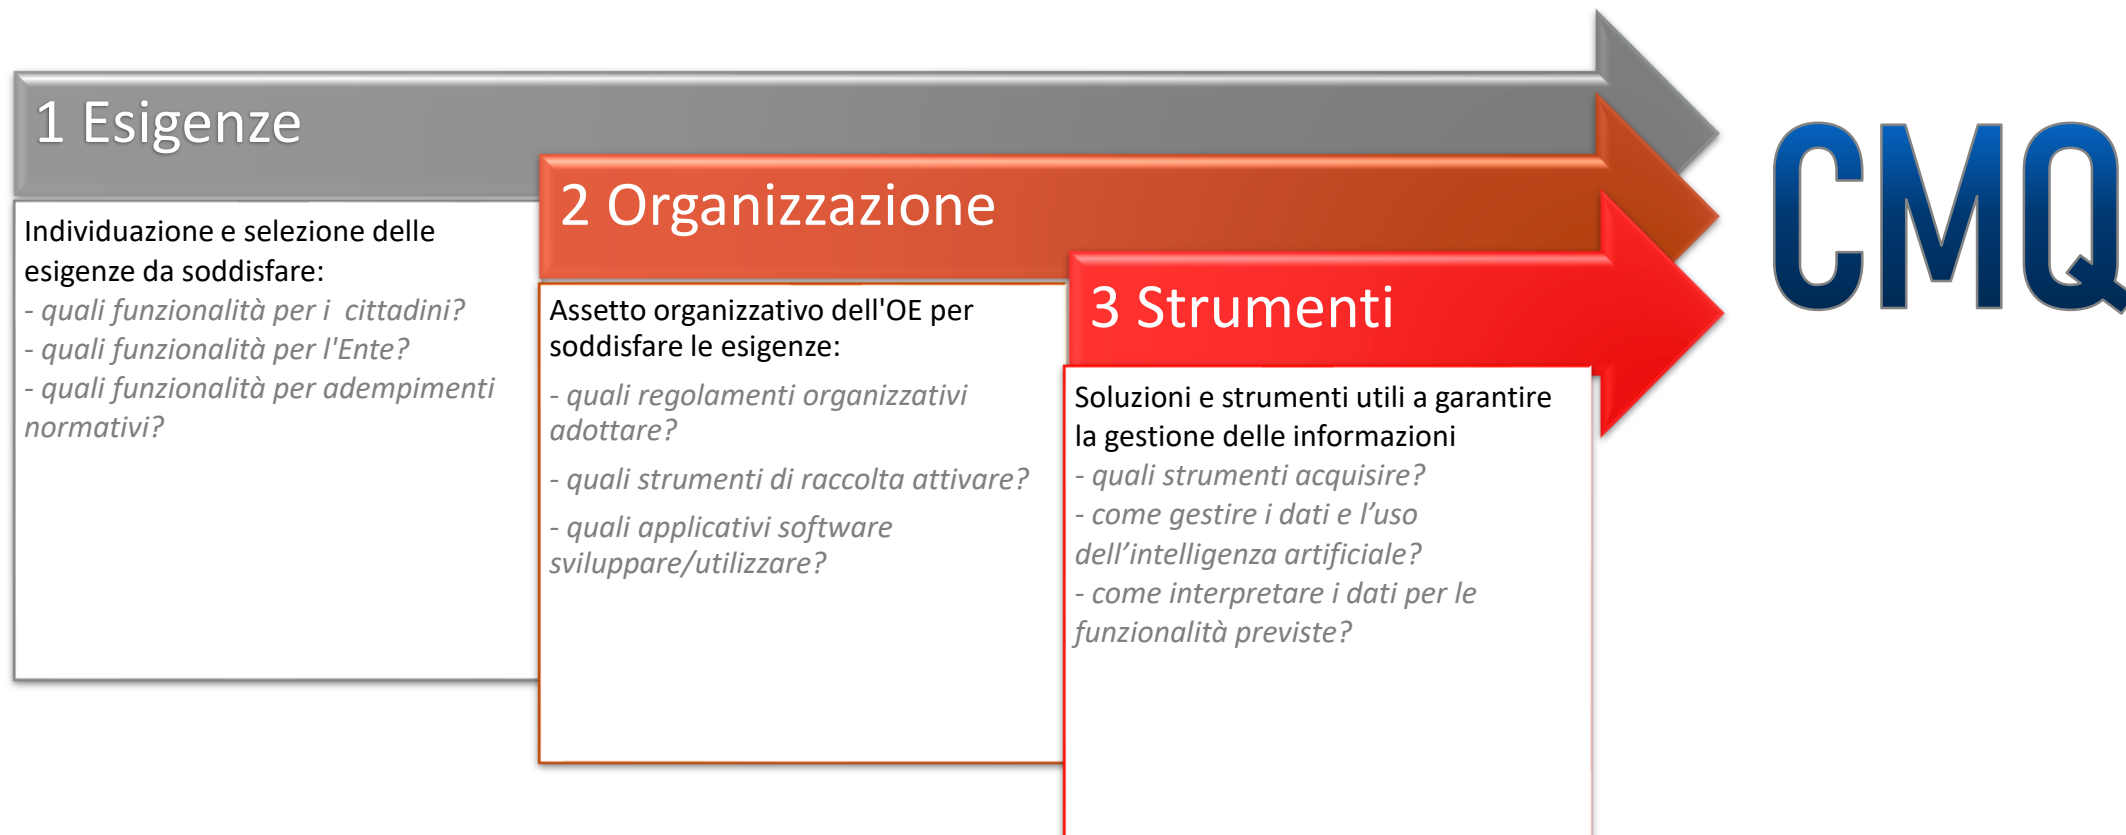 1 Esigenze
Individuazione e selezione delle
esigenze da soddisfare:
- quali funzionalità per i  cittadini?
- quali funzionalità per l'Ente?
- quali funzionalità per adempimenti
normativi?
2 Organizzazione
Assetto organizzativo dell'OE per
soddisfare le esigenze:
- quali regolamenti organizzativi
adottare?
- quali strumenti di raccolta attivare?
- quali applicativi software
sviluppare/utilizzare?
3 Strumenti
Soluzioni e strumenti utili a garantire
la gestione delle informazioni
- quali strumenti acquisire?
- come gestire i dati e l’uso
dell’intelligenza artificiale?
- come interpretare i dati per le
funzionalità previste?
CMQ